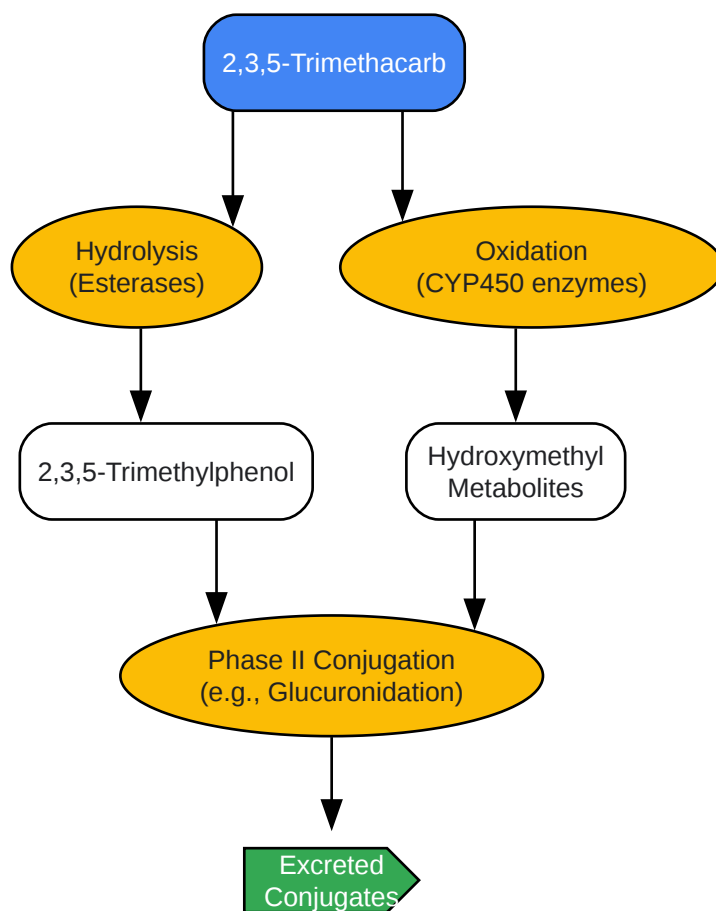 2,3,5-Trimethacarb
Hydrolysis
(Esterases)
Oxidation
(CYP450 enzymes)
2,3,5-Trimethylphenol
Hydroxymethyl
Metabolites
Phase II Conjugation
(e.g., Glucuronidation)
Excreted
Conjugates